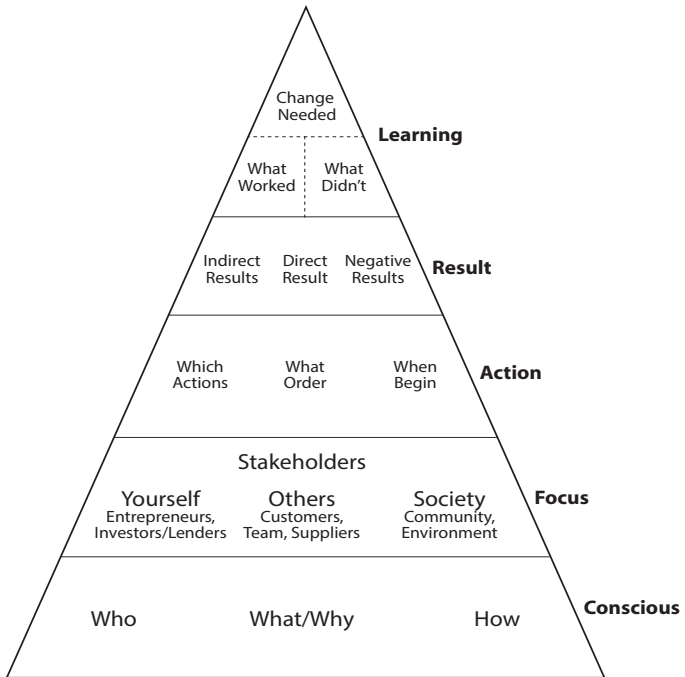 Change
Needed
Learning
What
Worked
What
Didn’t
Indirect
Results
Direct
Result
Negative
Results
Result
Which
Actions
What
Order
When
Begin
Action
Stakeholders
Yourself
Entrepreneurs,
Investors/Lenders
Others
Customers,
Team, Suppliers
Society
Community,
Environment
Focus
Who
What/Why
How
Conscious